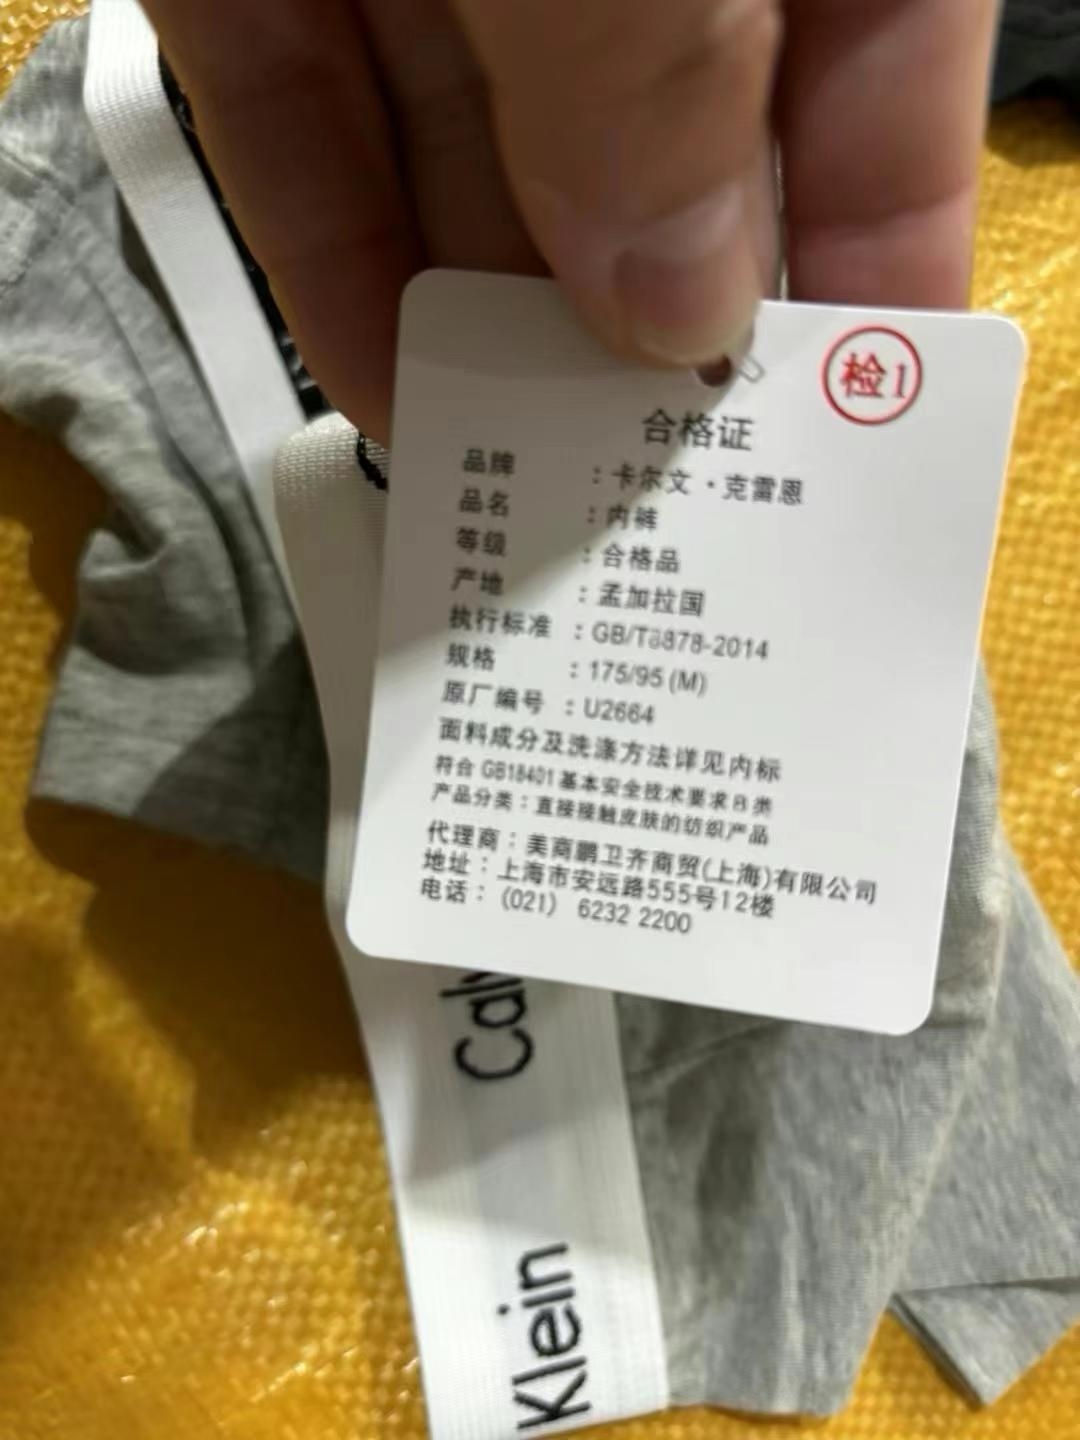 检1
合格证
品牌 : 卡尔文·克雷恩
品名 : 内裤
等级 : 合格品
产地 : 孟加拉国
执行标准 : GB/T8878-2014
规格 : 175/95 (M)
原厂编号 : U2664
面料成分及洗涤方法详见内标
符合 GB18401 基本安全技术要求 B 类
产品分类：直接接触皮肤的纺织产品
代理商：美商鹏卫齐商贸(上海)有限公司
地址：上海市安远路555号12楼
电话： (021) 6232 2200
Calv
Klein